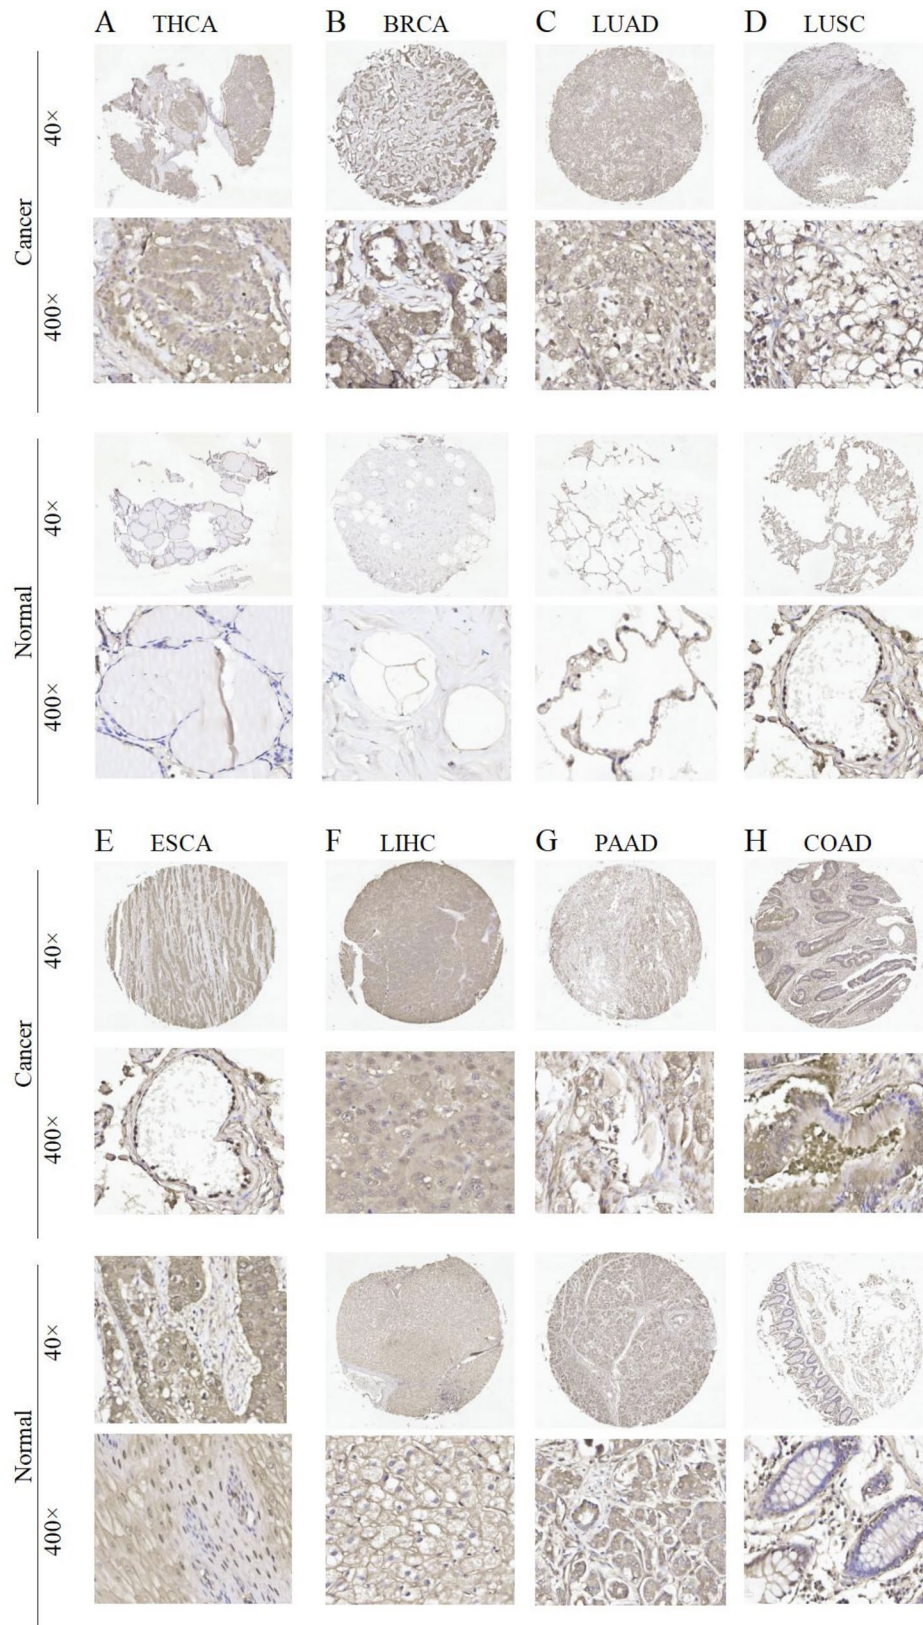 A THCA B BRCA C LUAD D LUSC
Cancer
40×
400×
Normal
40×
400×
E ESCA F LIHC G PAAD H COAD
Cancer
40×
400×
Normal
40×
400×